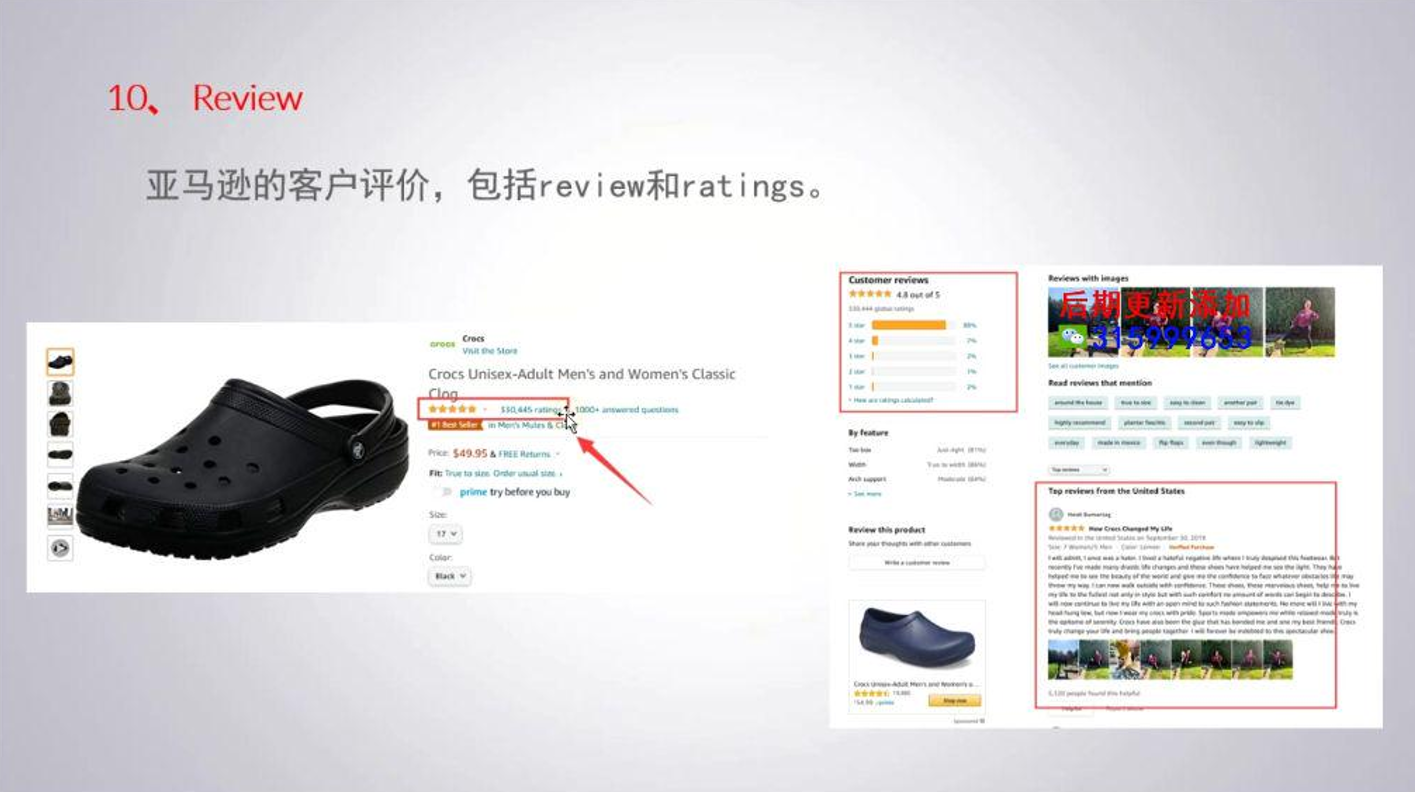 10、 Review
亚马逊的客户评价，包括review和ratings。
crocs
Crocs
Visit the Store
Crocs Unisex-Adult Men's and Women's Classic
Clog
ratings
1000+ answered questions
#1 Best Seller in Men's Mules &
Price: $49.95 & FREE Returns
Fit: True to size. Order usual size.
prime try before you buy
Size:
17
Color:
Black
Customer reviews
4.8 out of 5
global ratings
5 star 88%
4 star 7%
3 star 2%
2 star 1%
1 star 2%
How are ratings calculated?
By feature
Toe box Just right (81%)
Width True to width (86%)
Arch support Moderate (84%)
See more
Review this product
Share your thoughts with other customers
Write a customer review
Crocs Unisex-Adult Men's and Women's o...
Shop now
Sponsored
Reviews with images
后期更新添加
315999653
See all customer images
Read reviews that mention
around the house true to size easy to clean another pair tie dye
highly recommend plantar fasciitis second pair easy to slip
everyday made in mexico flip flops even though lightweight
Top reviews
Top reviews from the United States
Heidi
How Crocs Changed My Life
Reviewed in the United States on September 30, 2019
Size: 7 Women/5 Men Color: Lemon Verified Purchase
I will admit, I once was a hater. I lived a hateful negative life where I truly despised this footwear. But
recently I've made many drastic life changes and these shoes have helped me see the light. They have
helped me to see the beauty of the world and give me the confidence to face whatever obstacles life may
throw my way. I can now walk outside with confidence. These shoes, these marvelous shoes, help me to live
my life to the fullest not only in style but with such comfort no amount of words can begin to describe. I
will now continue to live my life with an open mind to such fashion statements. No more will I live with my
head hung low, but now I wear my crocs with pride. Sports mode empowers me while relaxed mode truly is
the epitome of serenity. Crocs have also been the glue that has bonded me and one my best friends. Crocs
truly change your life and bring people together. I will forever be indebted to this spectacular shoe.
people found this helpful